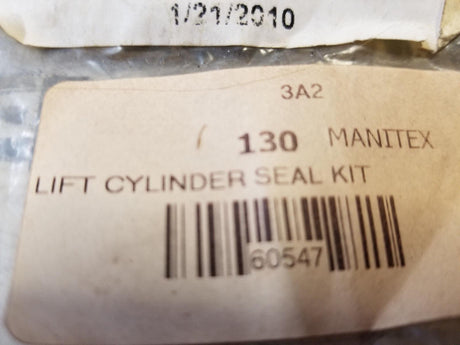 1/21/2010
3A2
130 MANITEX
LIFT CYLINDER SEAL KIT
60547